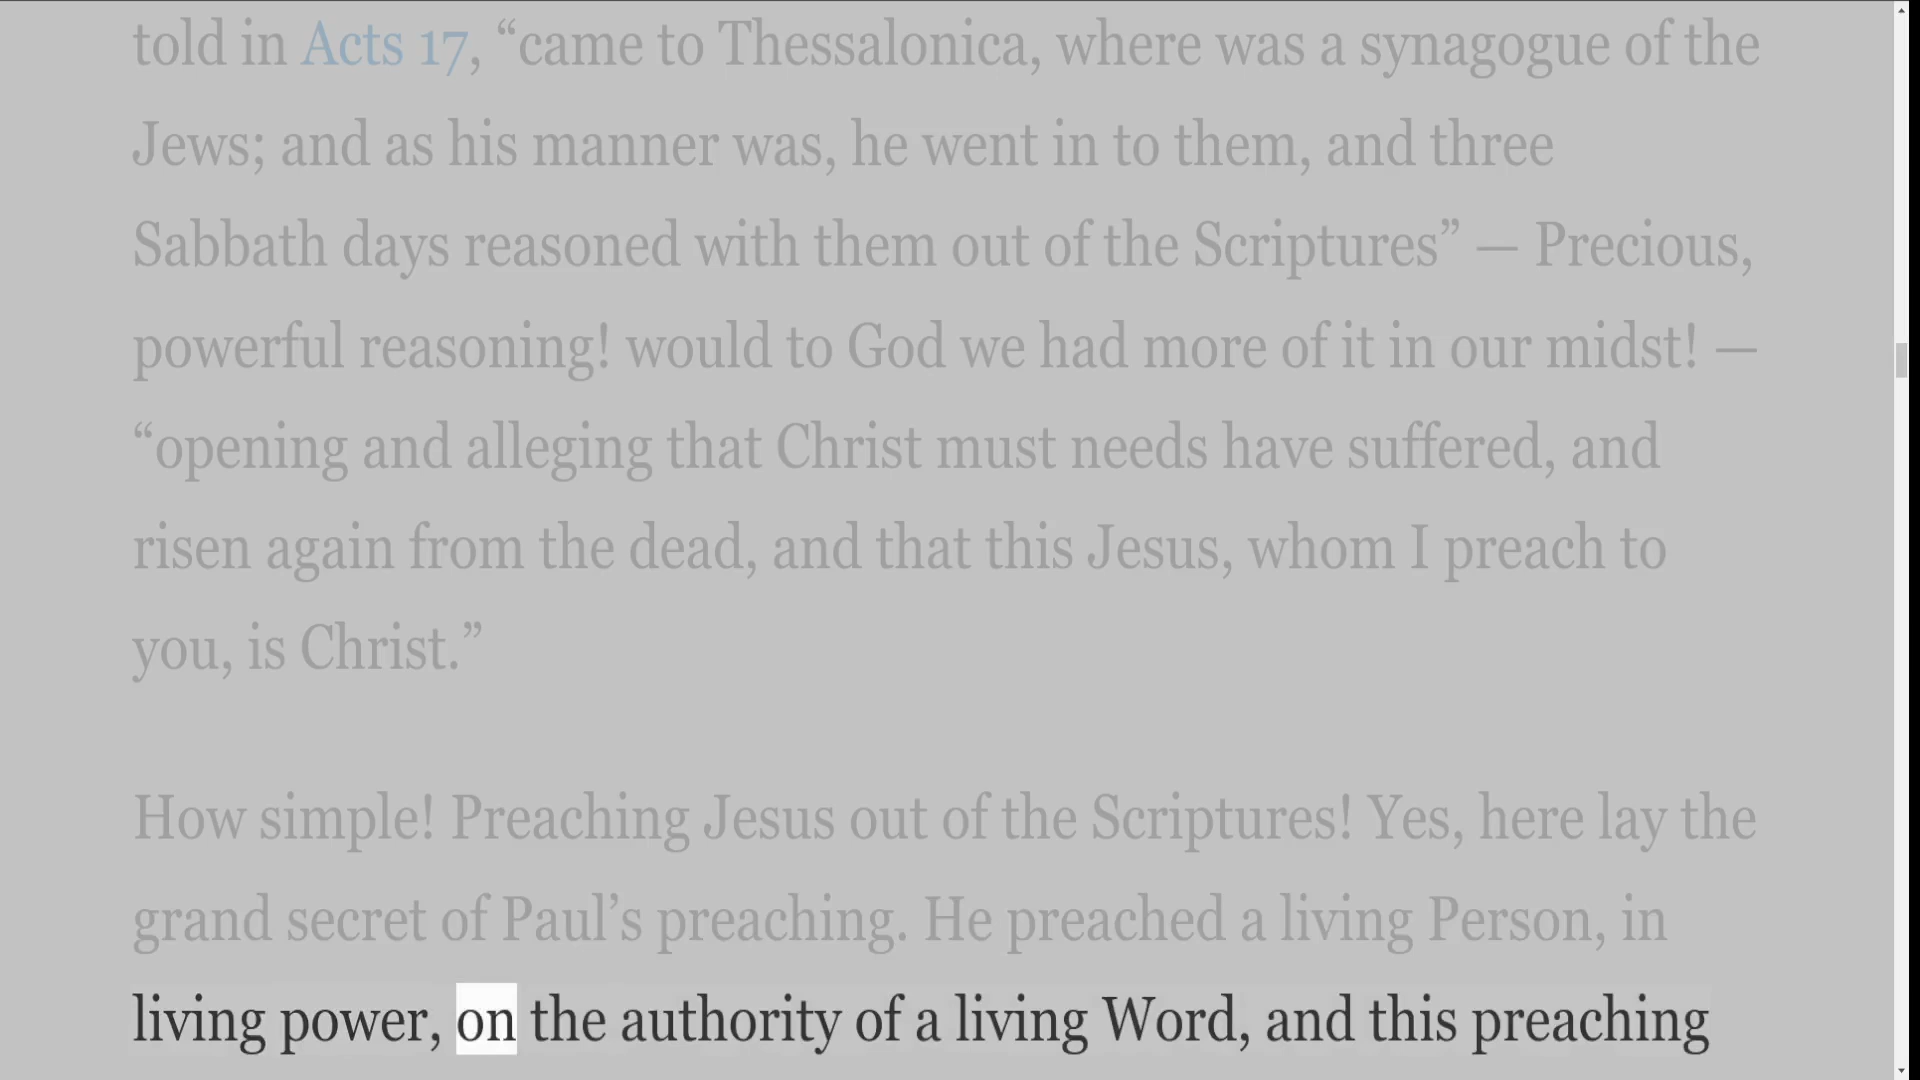 told in Acts 17, “came to Thessalonica, where was a synagogue of the
Jews; and as his manner was, he went in to them, and three
Sabbath days reasoned with them out of the Scriptures” — Precious,
powerful reasoning! would to God we had more of it in our midst! —
“opening and alleging that Christ must needs have suffered, and
risen again from the dead, and that this Jesus, whom I preach to
you, is Christ.”
How simple! Preaching Jesus out of the Scriptures! Yes, here lay the
grand secret of Paul’s preaching. He preached a living Person, in
living power, on the authority of a living Word, and this preaching